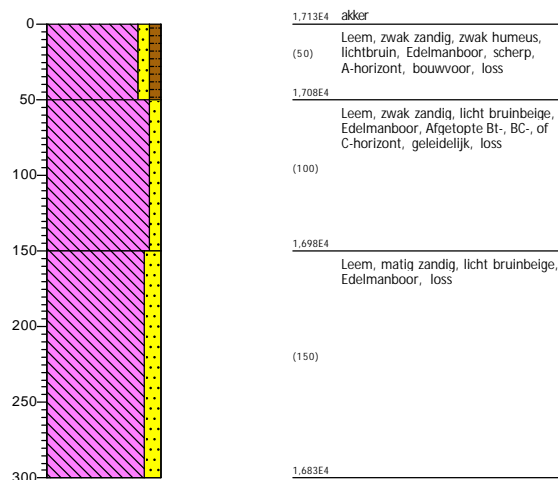 0
50
100
150
200
250
300
1,713E4 akker
(50)
Leem, zwak zandig, zwak humeus,
lichtbruin, Edelmanboor, scherp,
A-horizont, bouwvoor, loss
1,708E4
Leem, zwak zandig, licht bruinbeige,
Edelmanboor, Afgetopte Bt-, BC-, of
C-horizont, geleidelijk, loss
(100)
1,698E4
Leem, matig zandig, licht bruinbeige,
Edelmanboor, loss
(150)
1,683E4